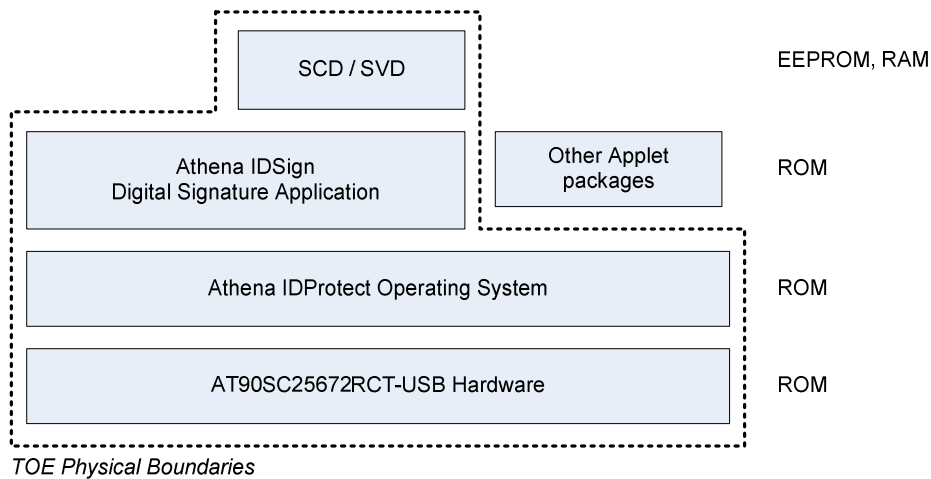 SCD / SVD
EEPROM, RAM
Athena IDSign
Digital Signature Application
Other Applet
packages
ROM
Athena IDProtect Operating System
ROM
AT90SC25672RCT-USB Hardware
ROM
TOE Physical Boundaries